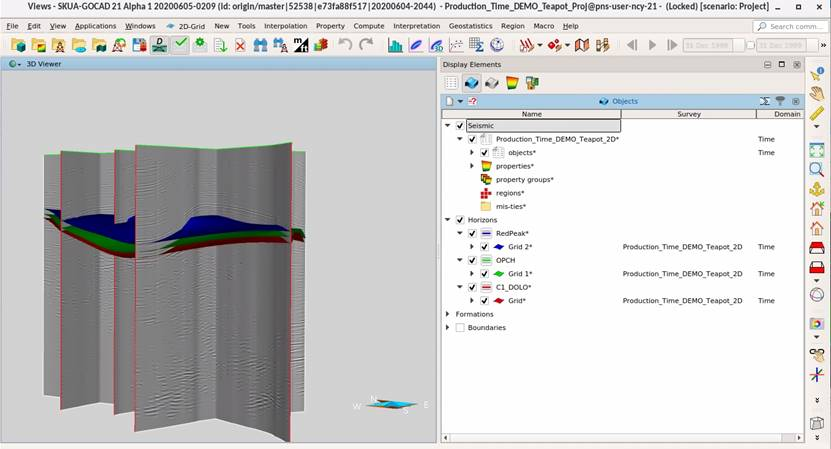 Views - SKUA-GOCAD 21 Alpha 1 20200605-0209 (id: origin/master|52538|e73fa88f517|20200604-2044) - Production_Time_DEMO_Teapot_Proj@pns-user-ncy-21 - (Locked) [scenario: Project]
File Edit View Applications Windows 2D-Grid New Tools Interpolation Property Compute Interpretation Geostatistics Region Help Search comm...
D ft 31 Dec 1999 31 Dec 1999
3D Viewer
Display Elements
Objects
Name Survey Domain
Seismic
Production_Time_DEMO_Teapot_2D* Time
objects* Time
properties*
property groups*
regions*
mis-ties*
Horizons
RedPeak*
Grid 2* Production_Time_DEMO_Teapot_2D Time
OPCH
Grid 1* Production_Time_DEMO_Teapot_2D Time
C1_DOLO*
Grid* Production_Time_DEMO_Teapot_2D Time
Formations
Boundaries
N
W E
S